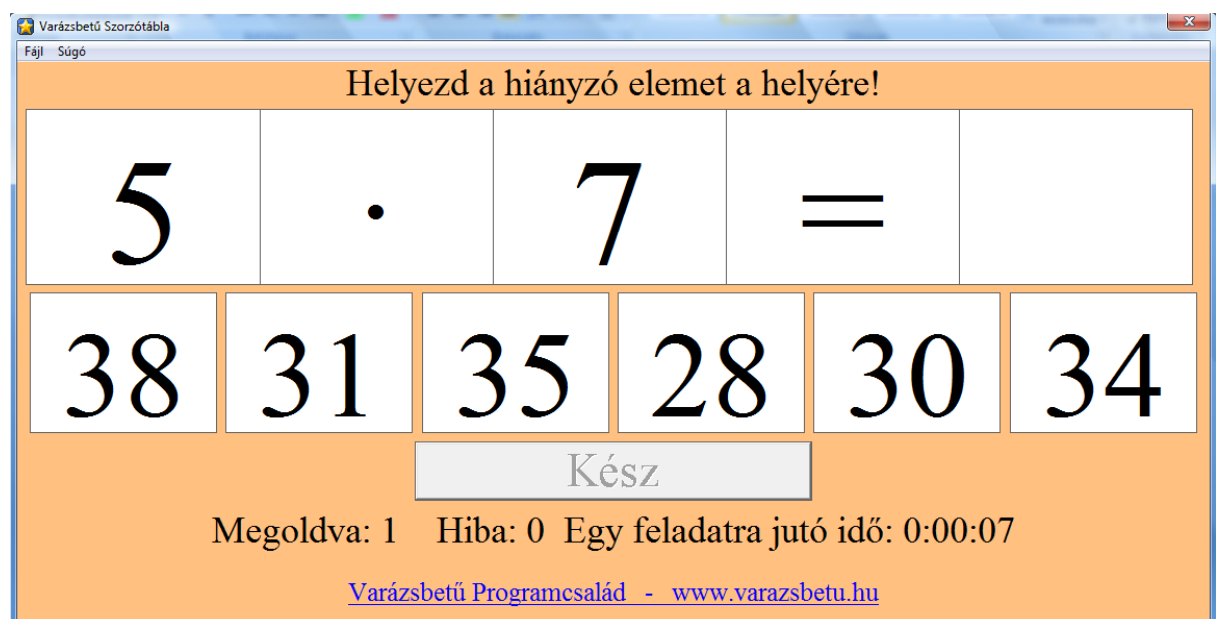 Varázsbetű Szorzótábla
Fájl Súgó
Helyezd a hiányzó elemet a helyére!
5 · 7 =
38 31 35 28 30 34
Kész
Megoldva: 1 Hiba: 0 Egy feladatra jutó idő: 0:00:07
Varázsbetű Programcsalád - www.varazsbetu.hu